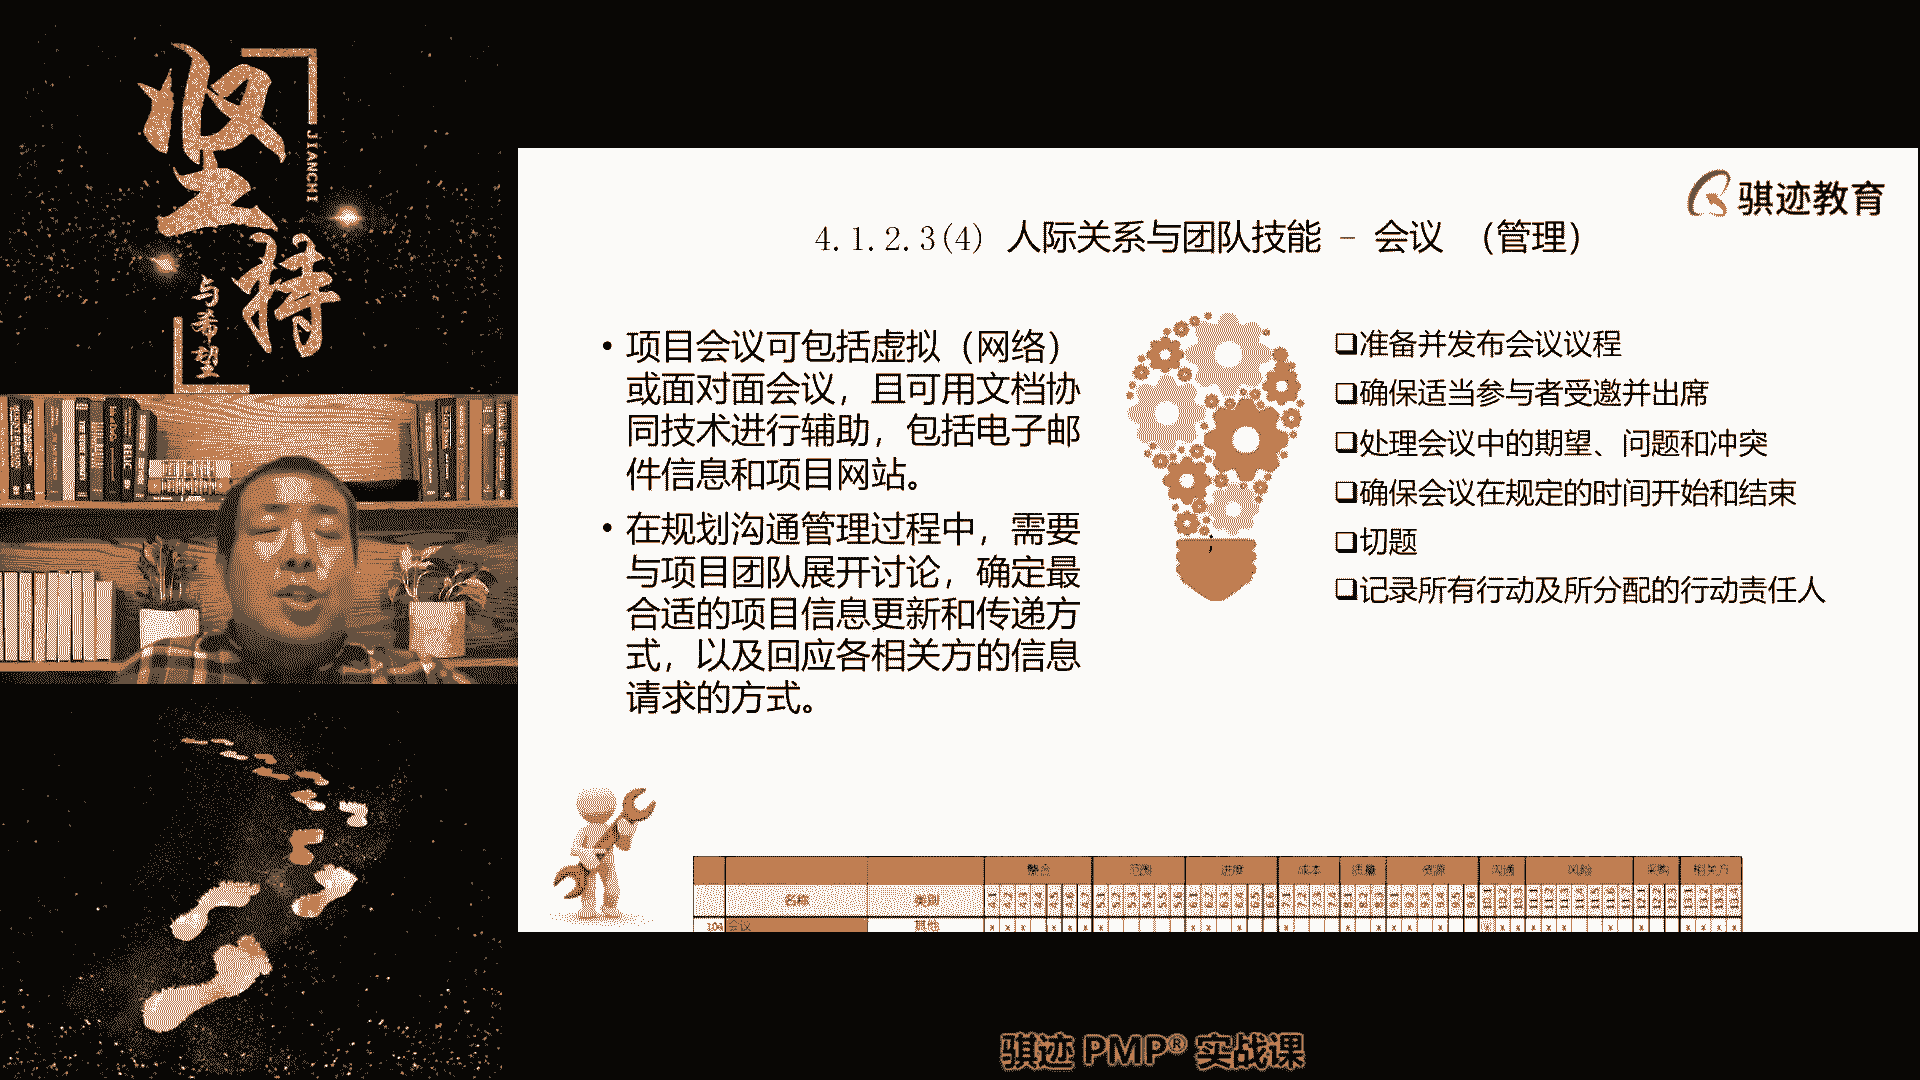 坚持
JIANCHI
与希望
骐迹教育
4.1.2.3(4) 人际关系与团队技能 - 会议 （管理）
• 项目会议可包括虚拟（网络）
或面对面会议，且可用文档协
同技术进行辅助，包括电子邮
件信息和项目网站。
• 在规划沟通管理过程中，需要
与项目团队展开讨论，确定最
合适的项目信息更新和传递方
式，以及回应各相关方的信息
请求的方式。
❑准备并发布会议议程
❑确保适当参与者受邀并出席
❑处理会议中的期望、问题和冲突
❑确保会议在规定的时间开始和结束
❑切题
❑记录所有行动及所分配的行动责任人
整合 范围 进度 成本 质量 资源 沟通 风险 采购 相关方
名称 类别
104 会议 其他
骐迹 PMP® 实战课